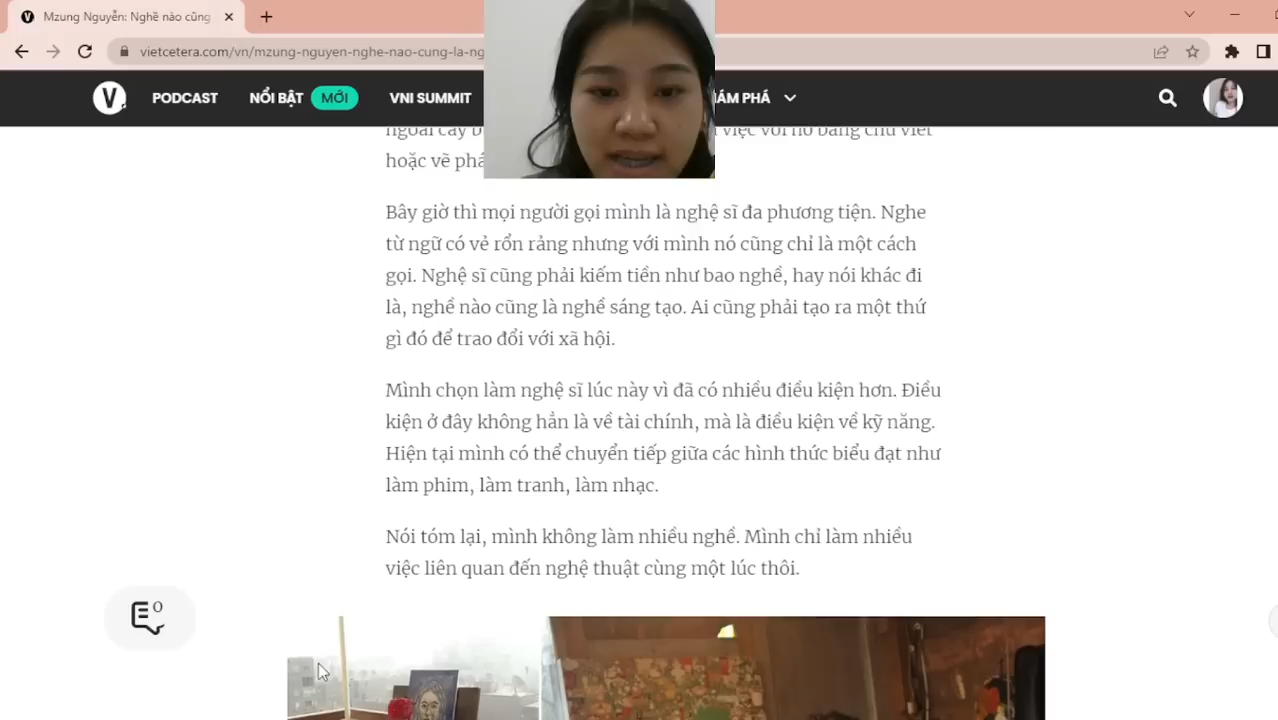 Mzung Nguyễn: Nghề nào cũng
vietcetera.com/vn/mzung-nguyen-nghe-nao-cung-la-ng
V.
PODCAST NỔI BẬT MỚI VNI SUMMIT PHÁ
ngoài cây việc với nó bằng chữ viết
hoặc vẽ
Bây giờ thì mọi người gọi mình là nghệ sĩ đa phương tiện. Nghe
từ ngữ có vẻ rổn rảng nhưng với mình nó cũng chỉ là một cách
gọi. Nghệ sĩ cũng phải kiếm tiền như bao nghề, hay nói khác đi
là, nghề nào cũng là nghề sáng tạo. Ai cũng phải tạo ra một thứ
gì đó để trao đổi với xã hội.
Mình chọn làm nghệ sĩ lúc này vì đã có nhiều điều kiện hơn. Điều
kiện ở đây không hẳn là về tài chính, mà là điều kiện về kỹ năng.
Hiện tại mình có thể chuyển tiếp giữa các hình thức biểu đạt như
làm phim, làm tranh, làm nhạc.
Nói tóm lại, mình không làm nhiều nghề. Mình chỉ làm nhiều
việc liên quan đến nghệ thuật cùng một lúc thôi.
0